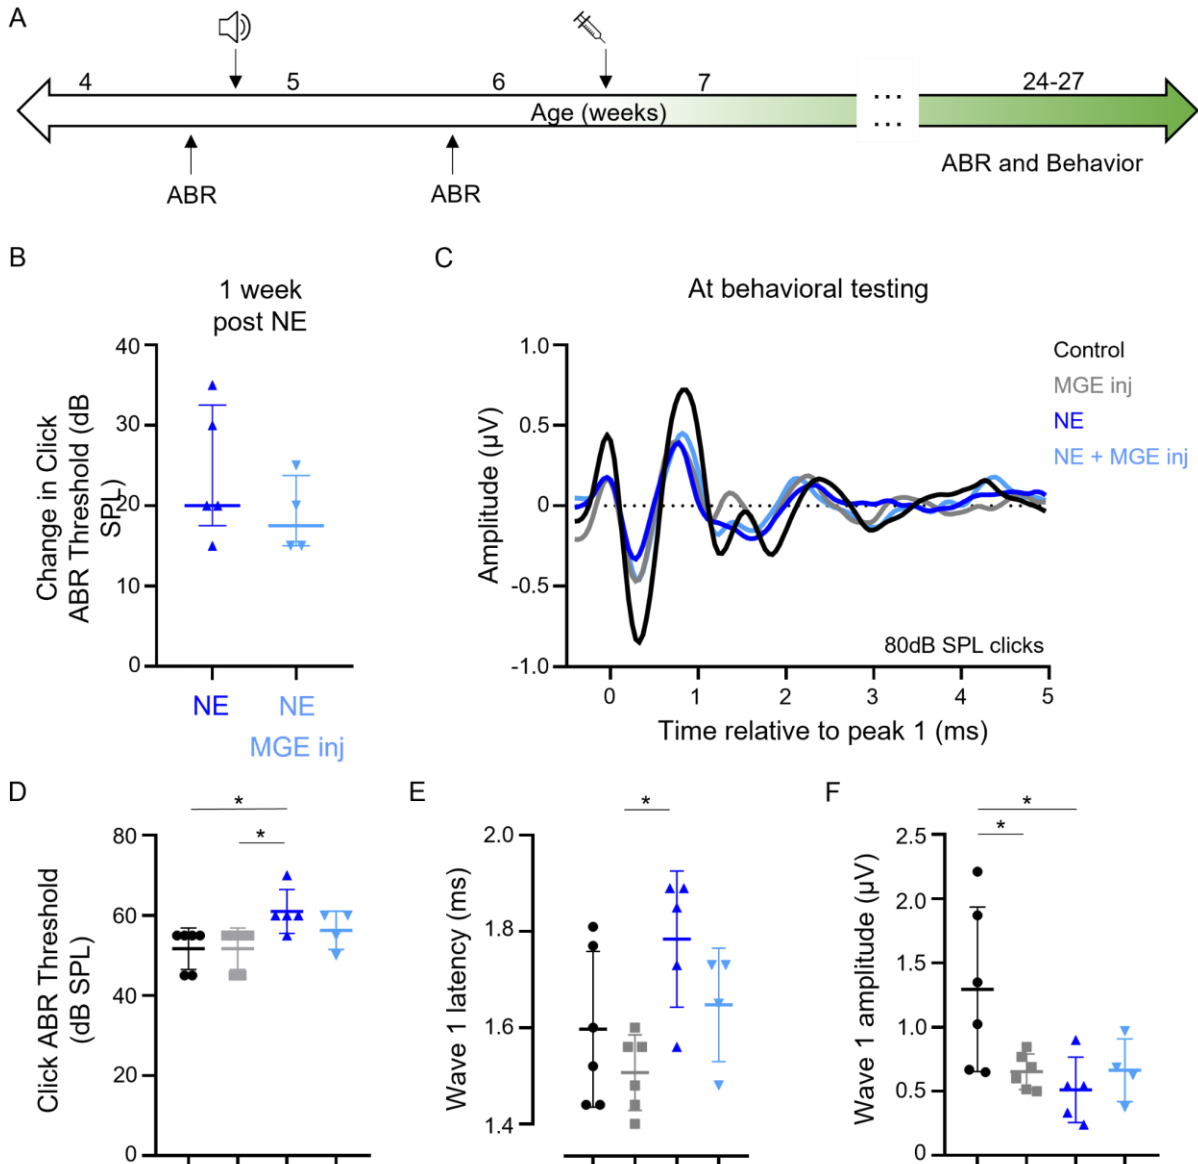 A
4
5
6
7
...
...
24-27
Age (weeks)
ABR
ABR
ABR and Behavior
B
1 week
post NE
Change in Click
ABR Threshold (dB
SPL)
40
30
20
10
0
NE
NE
MGE inj
C
At behavioral testing
Amplitude (µV)
1.0
0.5
0
-0.5
-1.0
Control
MGE inj
NE
NE + MGE inj
80dB SPL clicks
0 1 2 3 4 5
Time relative to peak 1 (ms)
D
*
*
Click ABR Threshold
(dB SPL)
80
60
40
20
0
E
*
Wave 1 latency (ms)
2.0
1.8
1.6
1.4
F
*
*
Wave 1 amplitude (µV)
2.5
2.0
1.5
1.0
0.5
0